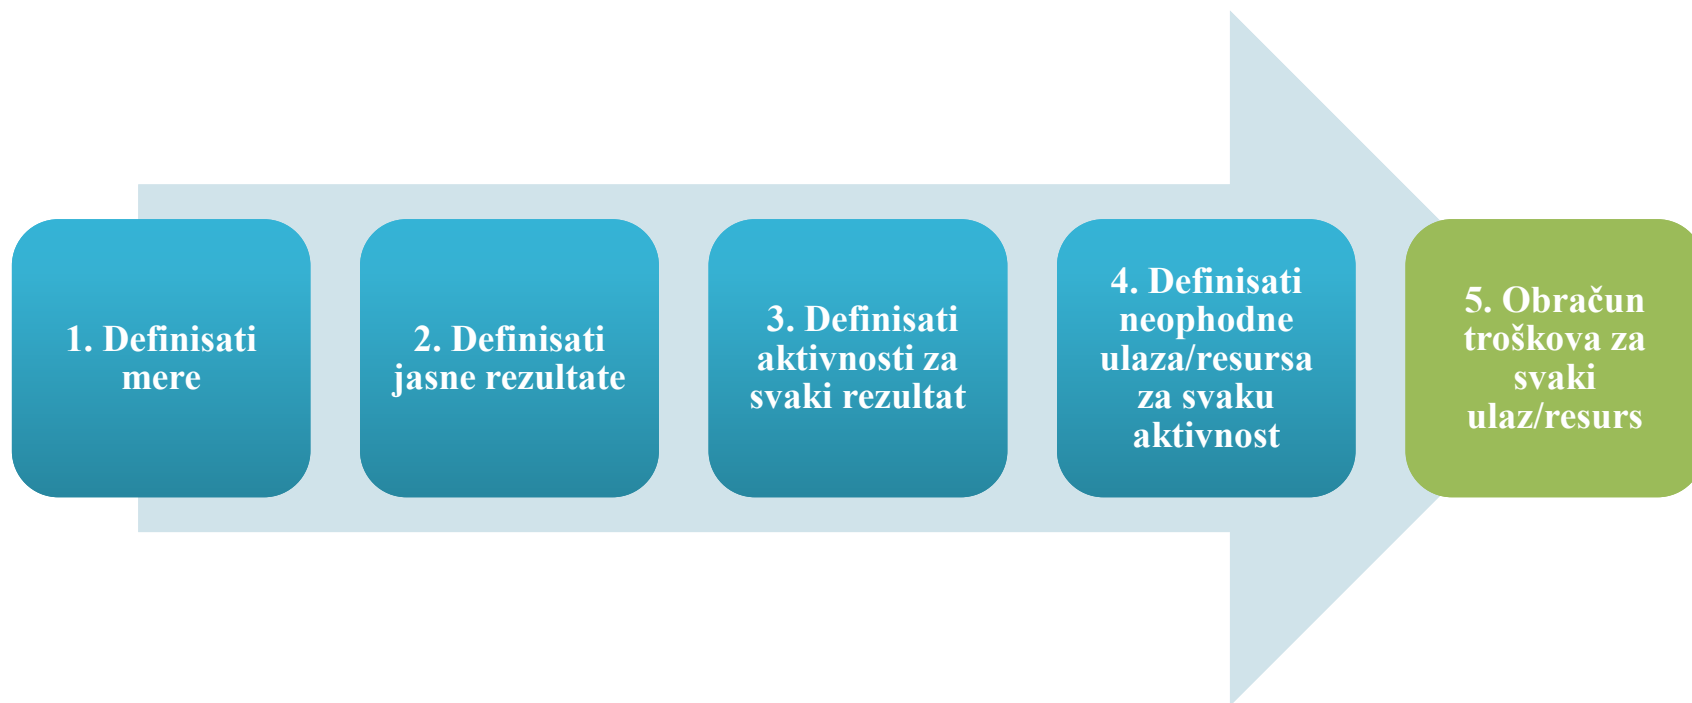 1. Definisati
mere
2. Definisati
jasne rezultate
3. Definisati
aktivnosti za
svaki rezultat
4. Definisati
neophodne
ulaza/resursa
za svaku
aktivnost
5. Obračun
troškova za
svaki
ulaz/resurs